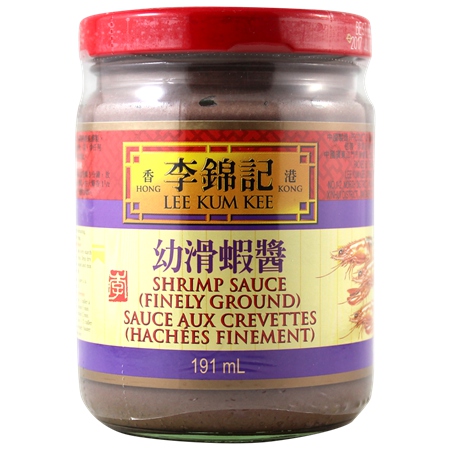 李錦記
香 港
HONG KONG
LEE KUM KEE
幼滑蝦醬
SHRIMP SAUCE
(FINELY GROUND)
SAUCE AUX CREVETTES
(HACHÉES FINEMENT)
191 mL